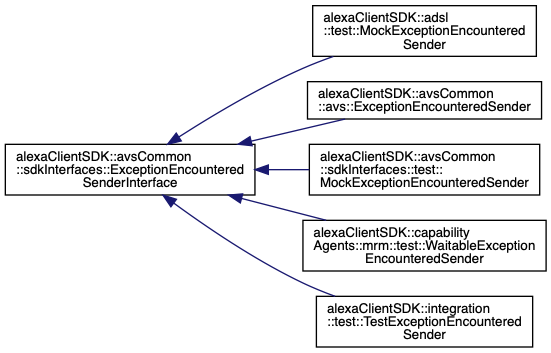 alexaClientSDK::adsl
::test::MockExceptionEncountered
Sender
alexaClientSDK::avsCommon
::avs::ExceptionEncounteredSender
alexaClientSDK::avsCommon
::sdkInterfaces::ExceptionEncountered
SenderInterface
alexaClientSDK::avsCommon
::sdkInterfaces::test::
MockExceptionEncounteredSender
alexaClientSDK::capability
Agents::mrm::test::WaitableException
EncounteredSender
alexaClientSDK::integration
::test::TestExceptionEncountered
Sender